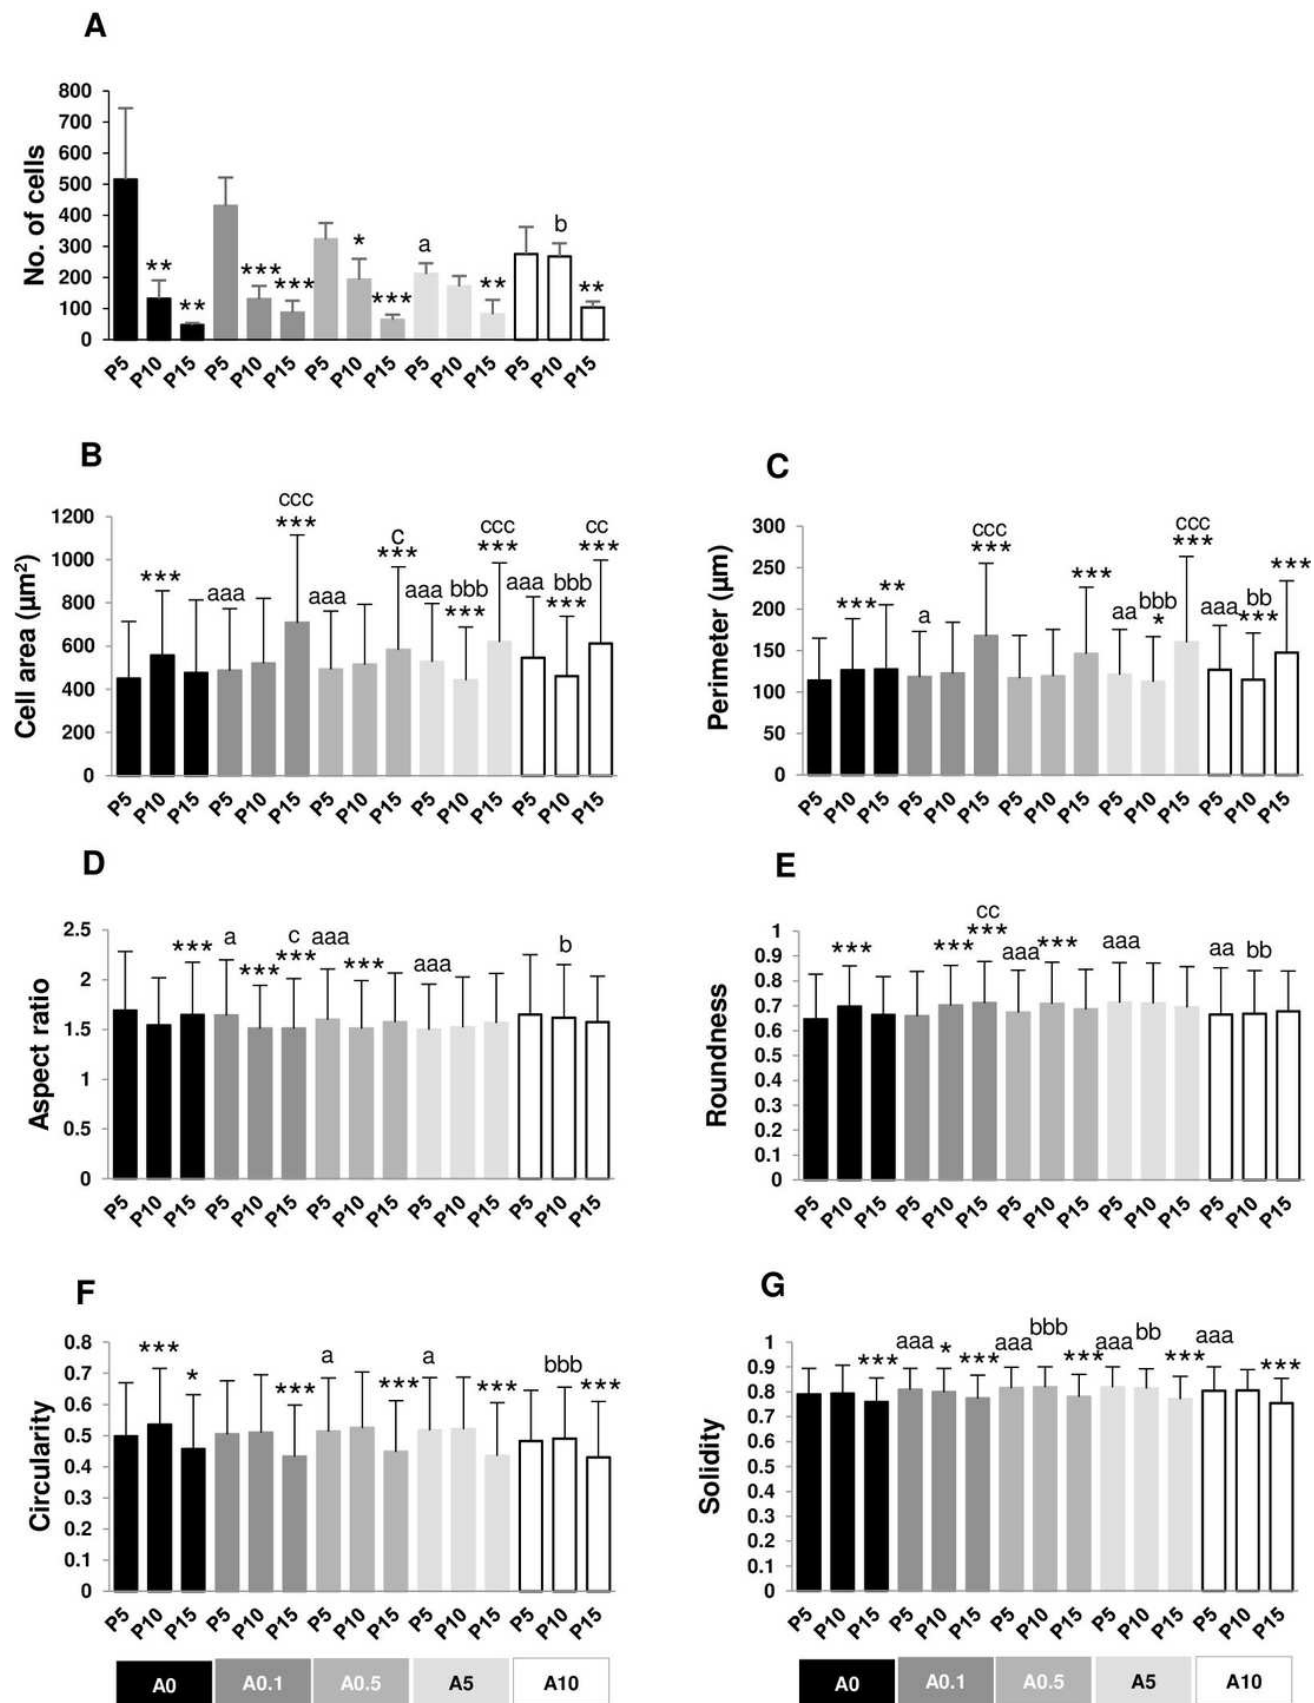 A
No. of cells
800
700
600
500
400
300
200
100
0
** ** *** *** * *** a ** b **
P5 P10 P15 P5 P10 P15 P5 P10 P15 P5 P10 P15 P5 P10 P15
B
Cell area (µm²)
1200
1000
800
600
400
200
0
*** aaa ccc *** aaa c *** aaa bbb *** ccc *** aaa bbb *** cc ***
P5 P10 P15 P5 P10 P15 P5 P10 P15 P5 P10 P15 P5 P10 P15
C
Perimeter (µm)
300
250
200
150
100
50
0
*** ** a ccc *** *** aa bbb * ccc *** aaa bb *** ***
P5 P10 P15 P5 P10 P15 P5 P10 P15 P5 P10 P15 P5 P10 P15
D
Aspect ratio
2.5
2
1.5
1
0.5
0
*** a *** c *** aaa *** aaa b
P5 P10 P15 P5 P10 P15 P5 P10 P15 P5 P10 P15 P5 P10 P15
E
Roundness
1
0.9
0.8
0.7
0.6
0.5
0.4
0.3
0.2
0.1
0
*** *** cc *** aaa *** aaa aa bb
P5 P10 P15 P5 P10 P15 P5 P10 P15 P5 P10 P15 P5 P10 P15
F
Circularity
0.8
0.7
0.6
0.5
0.4
0.3
0.2
0.1
0
*** * *** a *** a *** bbb ***
P5 P10 P15 P5 P10 P15 P5 P10 P15 P5 P10 P15 P5 P10 P15
A0 A0.1 A0.5 A5 A10
G
Solidity
1
0.9
0.8
0.7
0.6
0.5
0.4
0.3
0.2
0.1
0
*** aaa * *** aaa bbb *** aaa bb *** aaa ***
P5 P10 P15 P5 P10 P15 P5 P10 P15 P5 P10 P15 P5 P10 P15
A0 A0.1 A0.5 A5 A10